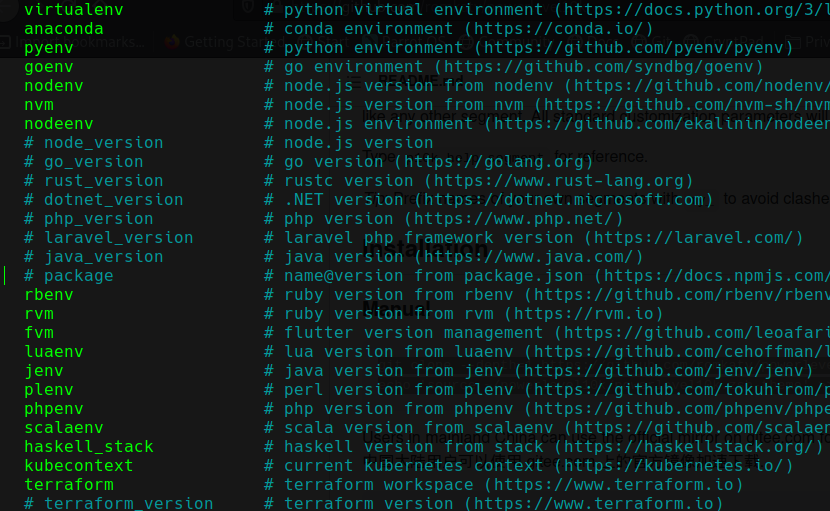 virtualenv # python virtual environment (https://docs.python.org/3/l
anaconda # conda environment (https://conda.io/)
pyenv # python environment (https://github.com/pyenv/pyenv)
goenv # go environment (https://github.com/syndbg/goenv)
nodenv # node.js version from nodenv (https://github.com/nodenv/
nvm # node.js version from nvm (https://github.com/nvm-sh/nvm
nodeenv # node.js environment (https://github.com/ekalinin/nodeen
# node_version # node.js version
# go_version # go version (https://golang.org)
# rust_version # rustc version (https://www.rust-lang.org)
# dotnet_version # .NET version (https://dotnet.microsoft.com)
# php_version # php version (https://www.php.net/)
# laravel_version # laravel php framework version (https://laravel.com/)
# java_version # java version (https://www.java.com/)
# package # name@version from package.json (https://docs.npmjs.com/
rbenv # ruby version from rbenv (https://github.com/rbenv/rbenv
rvm # ruby version from rvm (https://rvm.io)
fvm # flutter version management (https://github.com/leoafari
luaenv # lua version from luaenv (https://github.com/cehoffman/l
jenv # java version from jenv (https://github.com/jenv/jenv)
plenv # perl version from plenv (https://github.com/tokuhirom/p
phpenv # php version from phpenv (https://github.com/phpenv/phpe
scalaenv # scala version from scalaenv (https://github.com/scalaen
haskell_stack # haskell version from stack (https://haskellstack.org/)
kubecontext # current kubernetes context (https://kubernetes.io/)
terraform # terraform workspace (https://www.terraform.io)
# terraform_version # terraform version (https://www.terraform.io)